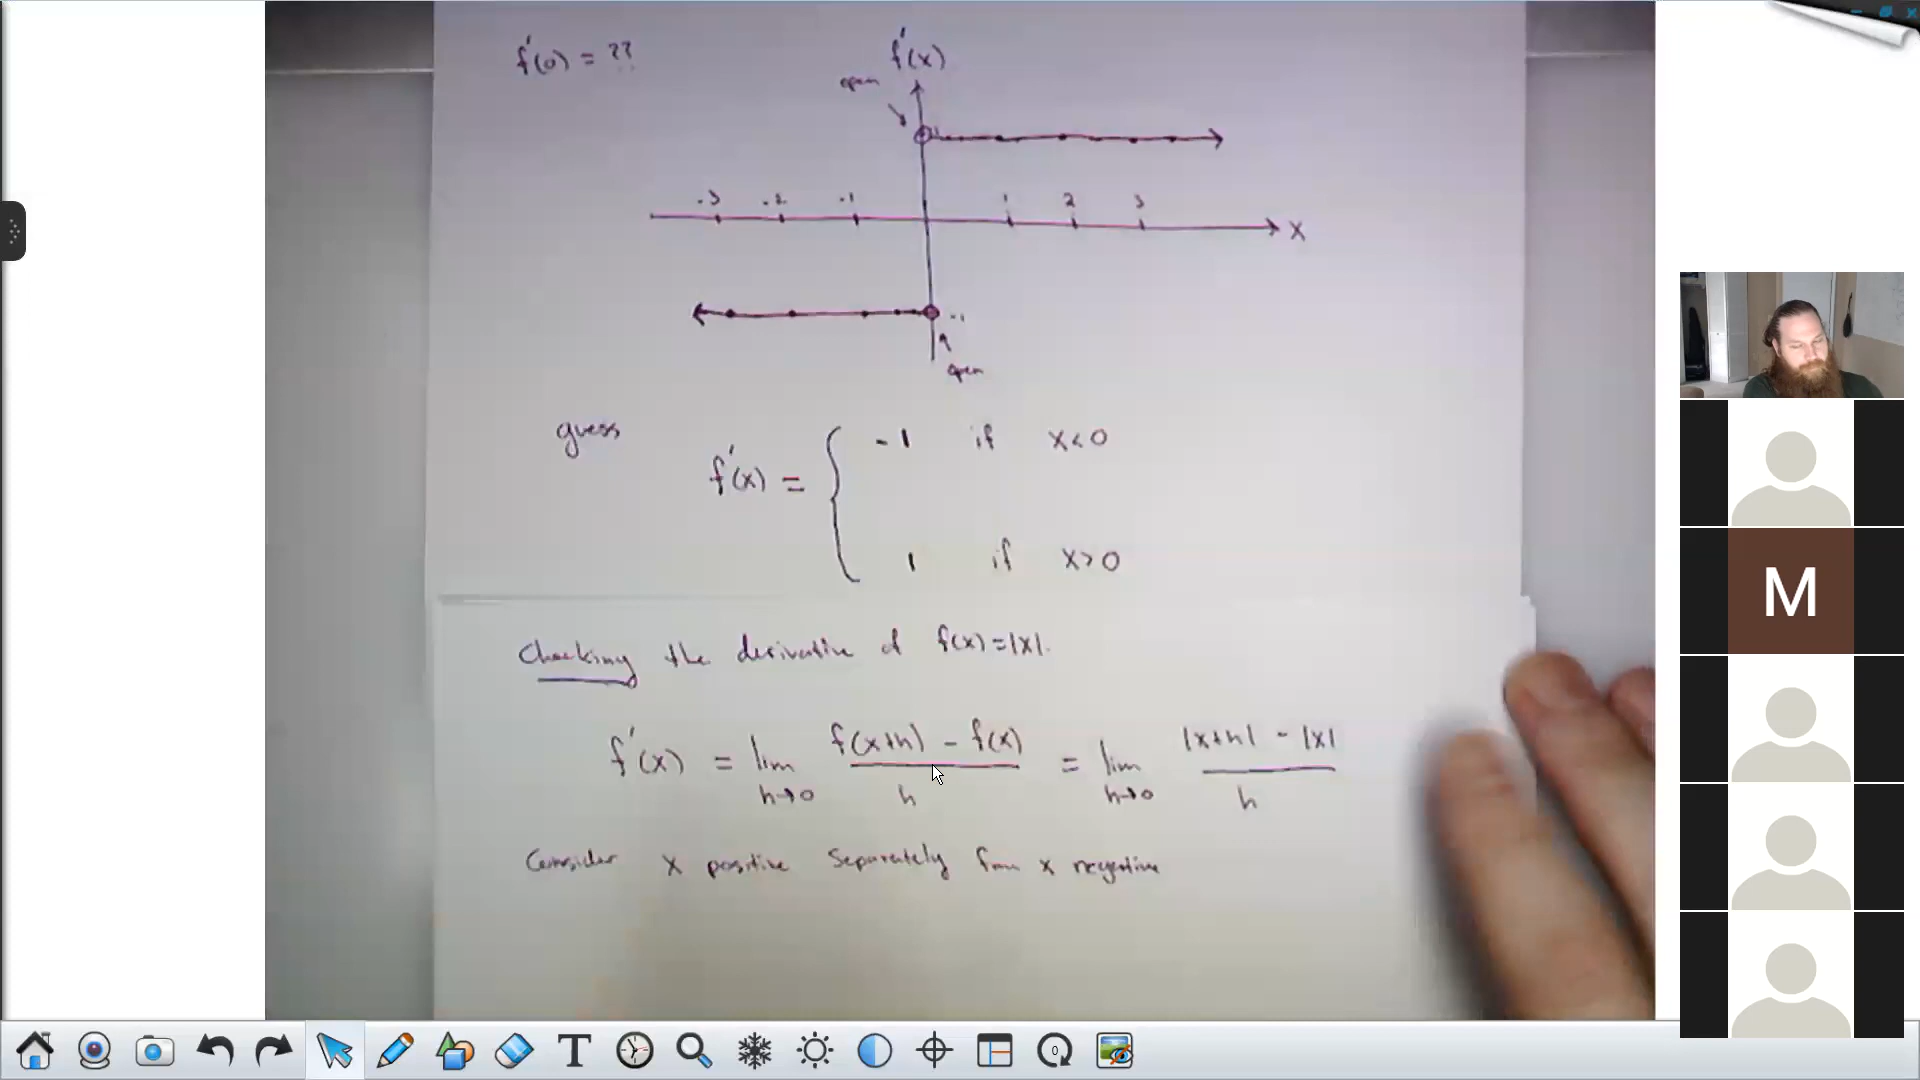 f'(0) = ??
f'(x)
open
-3 -2 -1 1 2 3
x
-1
open
guess
f'(x) = { -1 if x<0
1 if x>0
Checking the derivative of f(x)=|x|.
f'(x) = lim h→0 f(x+h) - f(x) / h = lim h→0 |x+h| - |x| / h
Consider x positive separately from x negative
M
T
0